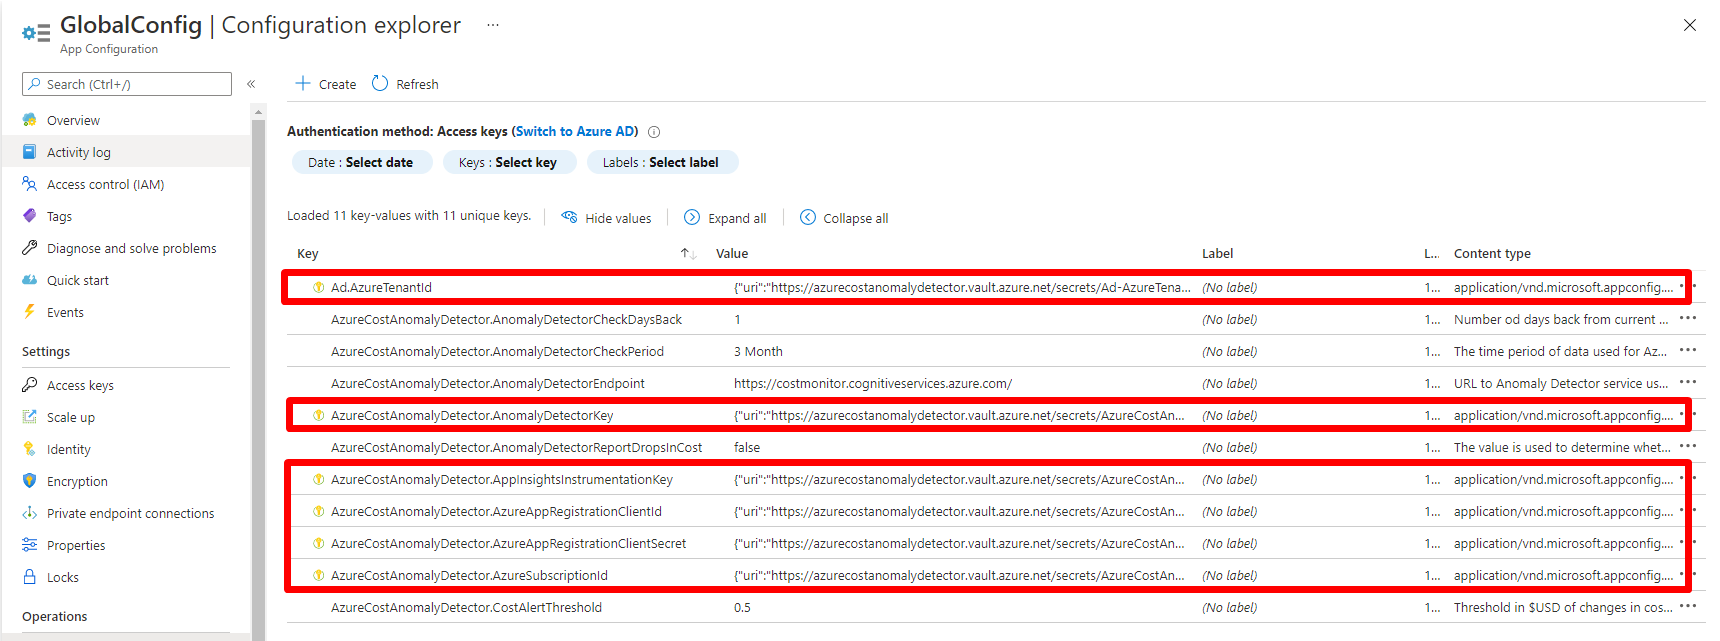 GlobalConfig | Configuration explorer ...
App Configuration
Search (Ctrl+/)
«
Overview
Activity log
Access control (IAM)
Tags
Diagnose and solve problems
Quick start
Events
Settings
Access keys
Scale up
Identity
Encryption
Private endpoint connections
Properties
Locks
Operations
Create Refresh
Authentication method: Access keys (Switch to Azure AD)
Date : Select date Keys : Select key Labels : Select label
Loaded 11 key-values with 11 unique keys. Hide values Expand all Collapse all
Key Value Label L... Content type
Ad.AzureTenantId {"uri":"https://azurecostanomalydetector.vault.azure.net/secrets/Ad-AzureTena... (No label) 1... application/vnd.microsoft.appconfig....
AzureCostAnomalyDetector.AnomalyDetectorCheckDaysBack 1 (No label) 1... Number od days back from current ...
AzureCostAnomalyDetector.AnomalyDetectorCheckPeriod 3 Month (No label) 1... The time period of data used for Az...
AzureCostAnomalyDetector.AnomalyDetectorEndpoint https://costmonitor.cognitiveservices.azure.com/ (No label) 1... URL to Anomaly Detector service us...
AzureCostAnomalyDetector.AnomalyDetectorKey {"uri":"https://azurecostanomalydetector.vault.azure.net/secrets/AzureCostAn... (No label) 1... application/vnd.microsoft.appconfig....
AzureCostAnomalyDetector.AnomalyDetectorReportDropsInCost false (No label) 1... The value is used to determine whet...
AzureCostAnomalyDetector.AppInsightsInstrumentationKey {"uri":"https://azurecostanomalydetector.vault.azure.net/secrets/AzureCostAn... (No label) 1... application/vnd.microsoft.appconfig....
AzureCostAnomalyDetector.AzureAppRegistrationClientId {"uri":"https://azurecostanomalydetector.vault.azure.net/secrets/AzureCostAn... (No label) 1... application/vnd.microsoft.appconfig....
AzureCostAnomalyDetector.AzureAppRegistrationClientSecret {"uri":"https://azurecostanomalydetector.vault.azure.net/secrets/AzureCostAn... (No label) 1... application/vnd.microsoft.appconfig....
AzureCostAnomalyDetector.AzureSubscriptionId {"uri":"https://azurecostanomalydetector.vault.azure.net/secrets/AzureCostAn... (No label) 1... application/vnd.microsoft.appconfig....
AzureCostAnomalyDetector.CostAlertThreshold 0.5 (No label) 1... Threshold in $USD of changes in cos...